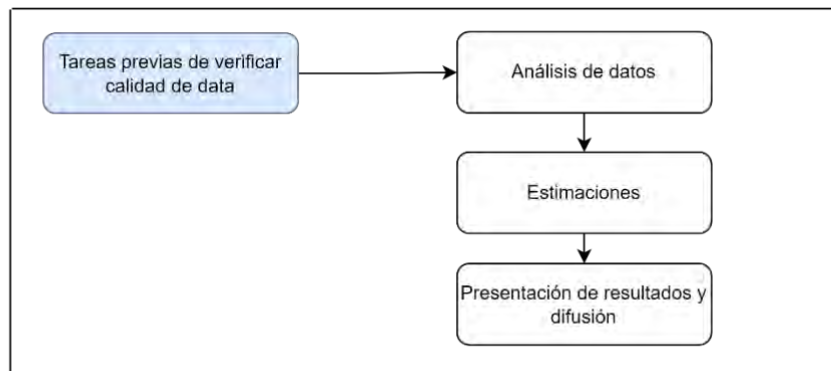 Tareas previas de verificar
calidad de data
Análisis de datos
Estimaciones
Presentación de resultados y
difusión